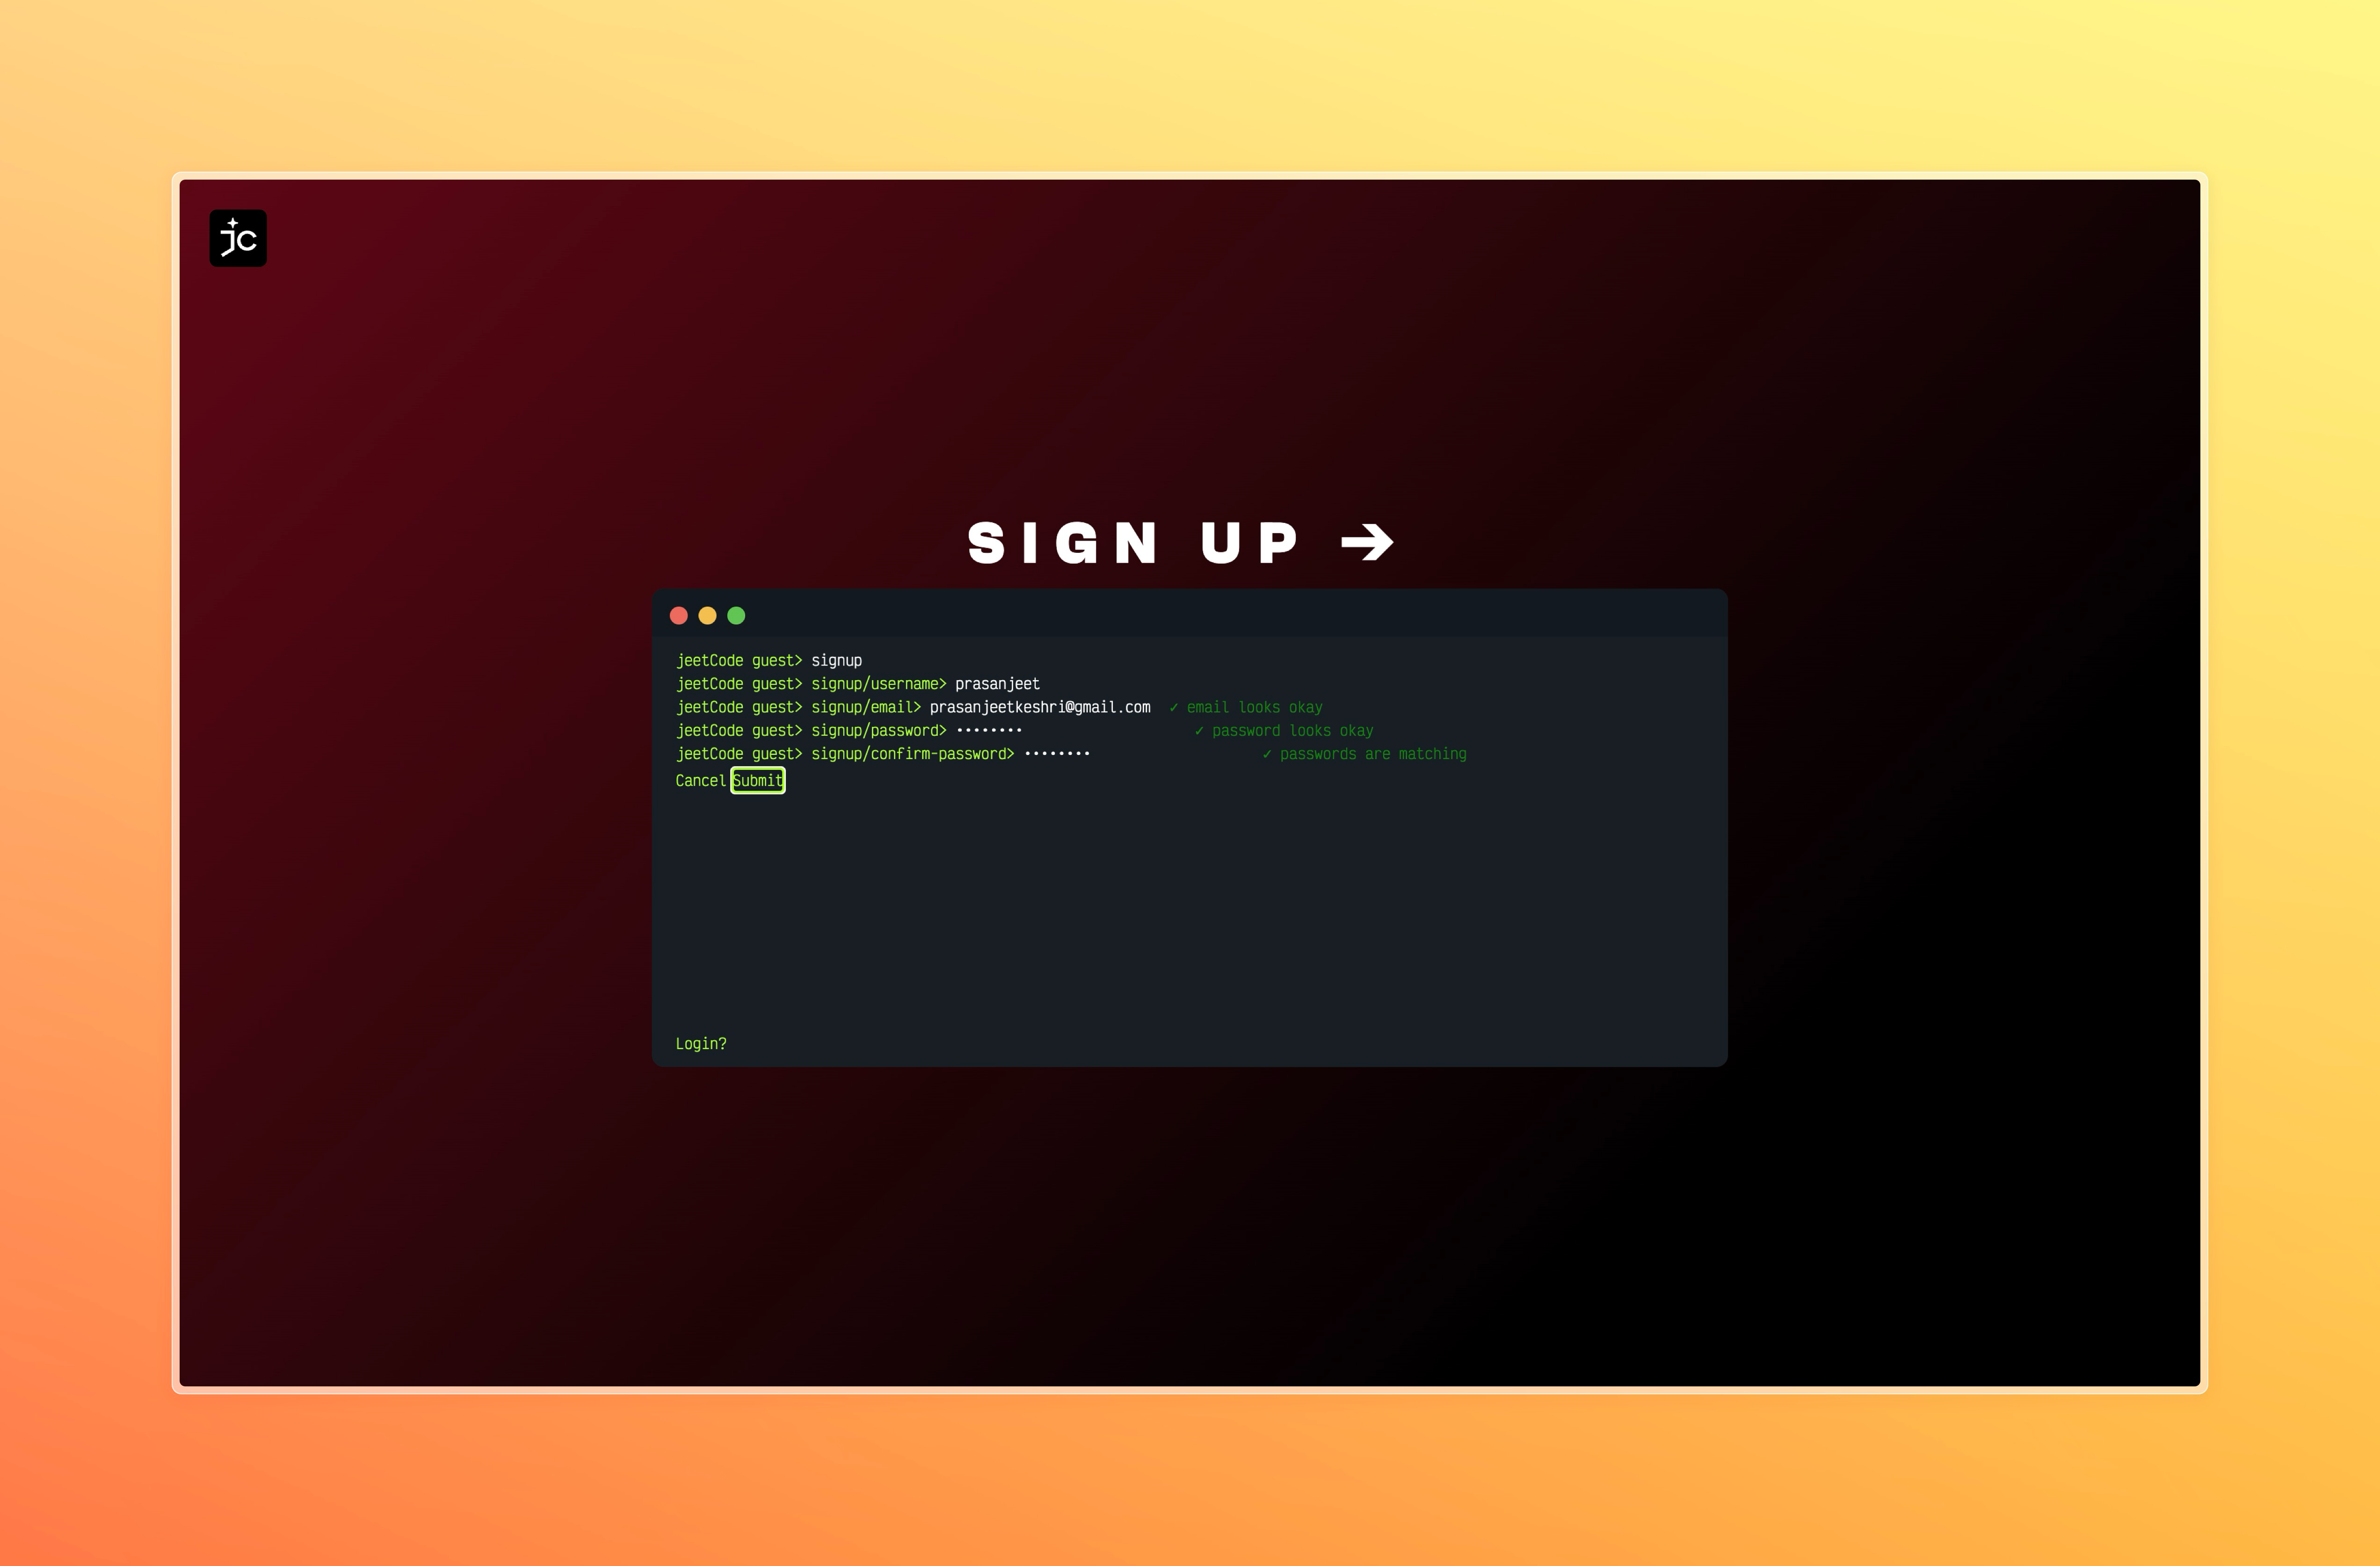 jc
SIGN UP →
jeetCode guest> signup
jeetCode guest> signup/username> prasanjeet
jeetCode guest> signup/email> prasanjeetkeshri@gmail.com ✓ email looks okay
jeetCode guest> signup/password> •••••••• ✓ password looks okay
jeetCode guest> signup/confirm-password> •••••••• ✓ passwords are matching
Cancel Submit
Login?